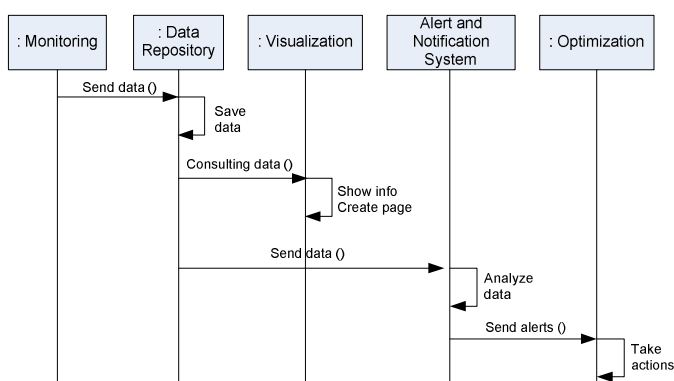 : Monitoring
: Data
Repository
: Visualization
Alert and
Notification
System
: Optimization
Send data ()
Save
data
Consulting data ()
Show info
Create page
Send data ()
Analyze
data
Send alerts ()
Take
actions